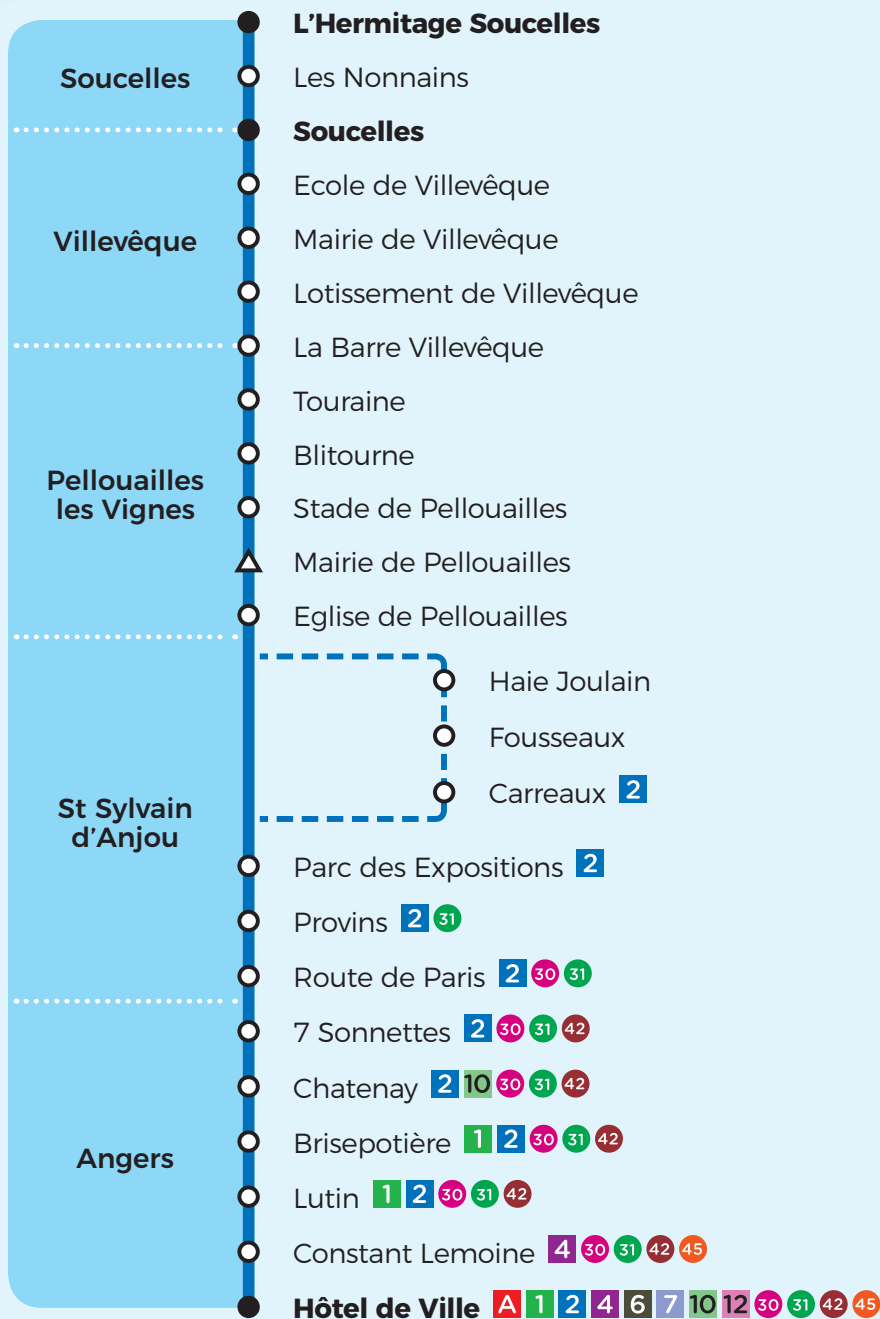 L'Hermitage Soucelles
Soucelles
Les Nonnains
Soucelles
Ecole de Villevêque
Villevêque
Mairie de Villevêque
Lotissement de Villevêque
La Barre Villevêque
Touraine
Blitourne
Pellouailles
les Vignes
Stade de Pellouailles
Mairie de Pellouailles
Eglise de Pellouailles
Haie Joulain
Fousseaux
Carreaux 2
St Sylvain
d'Anjou
Parc des Expositions 2
Provins 2 31
Route de Paris 2 30 31
7 Sonnettes 2 30 31 42
Chatenay 2 10 30 31 42
Brisepotière 1 2 30 31 42
Angers
Lutin 1 2 30 31 42
Constant Lemoine 4 30 31 42 45
Hôtel de Ville A 1 2 4 6 7 10 12 30 31 42 45